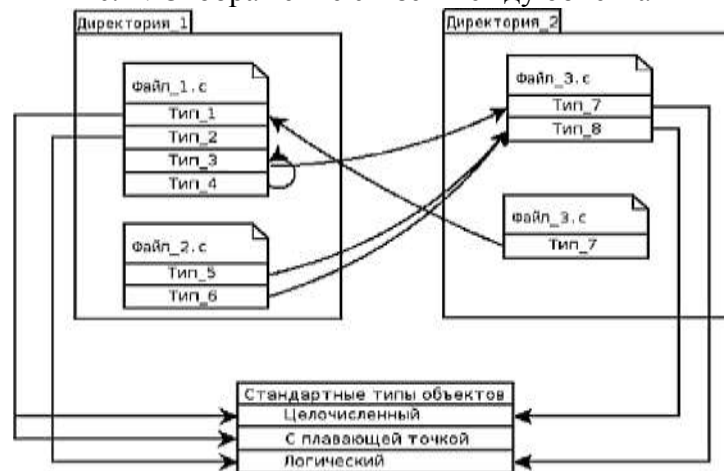 Директория_1
Файл_1.c
Тип_1
Тип_2
Тип_3
Тип_4
Файл_2.c
Тип_5
Тип_6
Директория_2
Файл_3.c
Тип_7
Тип_8
Файл_3.c
Тип_7
Стандартные типы объектов
Целочисленный
С плавающей точкой
Логический